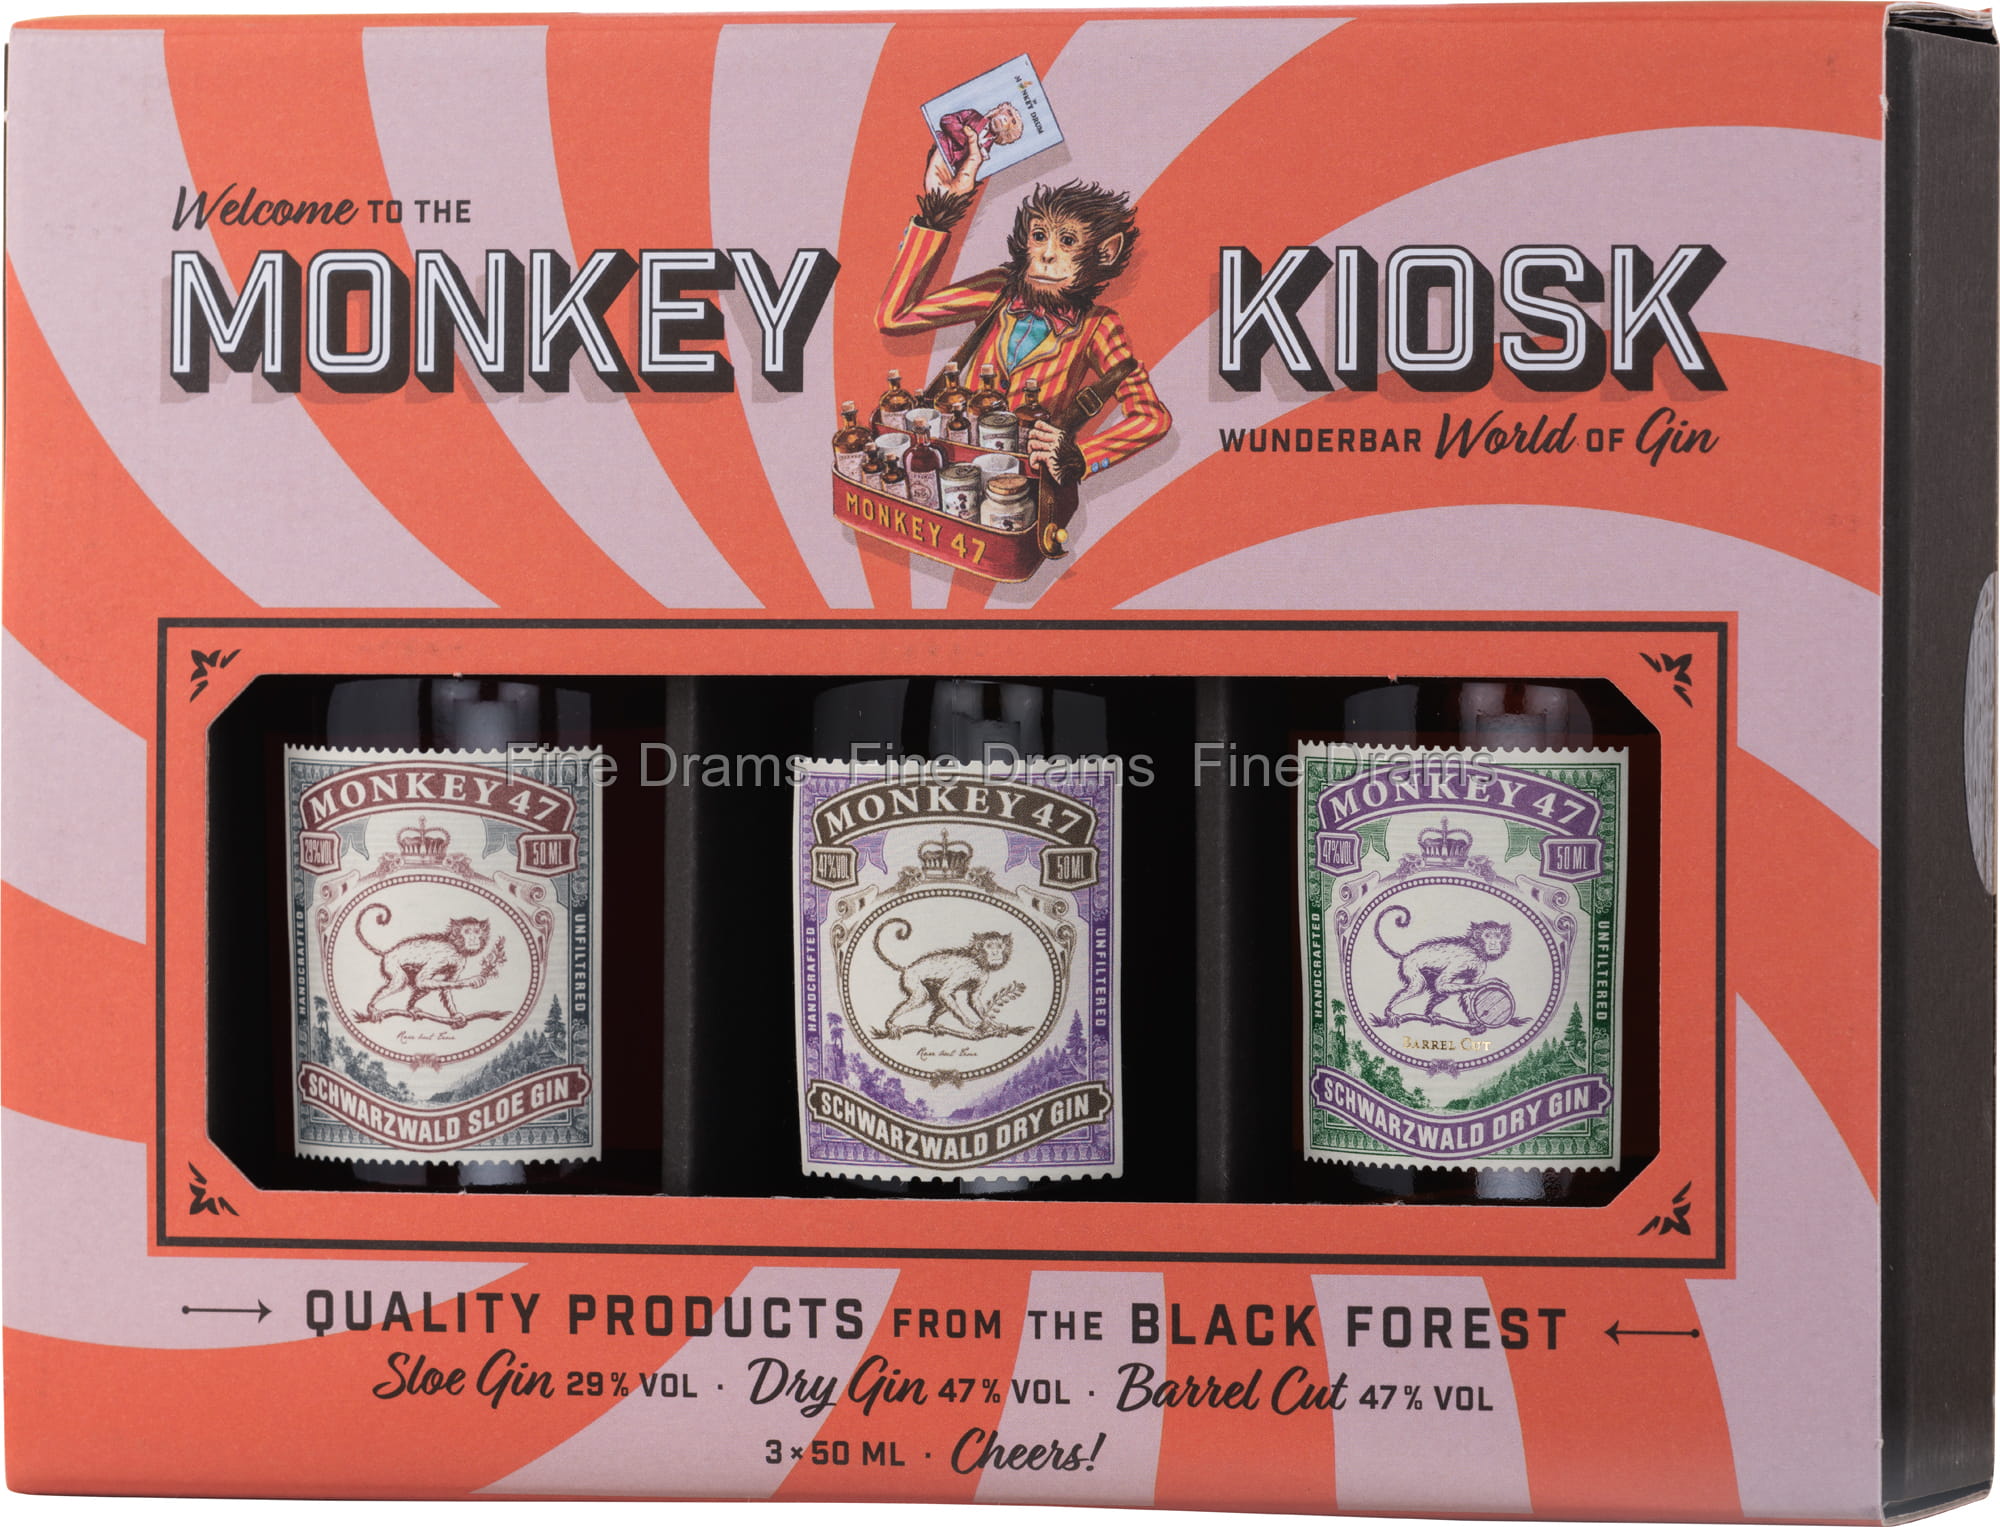 MONKEY DRUM
Welcome TO THE
MONKEY KIOSK
WUNDERBAR World OF Gin
MONKEY 47
Fine Drams Fine Drams Fine Drams
MONKEY 47
29%VOL
50 ML
HANDCRAFTED
UNFILTERED
SCHWARZWALD SLOE GIN
MONKEY 47
47%VOL
50 ML
HANDCRAFTED
UNFILTERED
SCHWARZWALD DRY GIN
MONKEY 47
47%VOL
50 ML
HANDCRAFTED
UNFILTERED
BARREL CUT
SCHWARZWALD DRY GIN
QUALITY PRODUCTS FROM THE BLACK FOREST
Sloe Gin 29% VOL · Dry Gin 47% VOL · Barrel Cut 47% VOL
3×50 ML · Cheers!